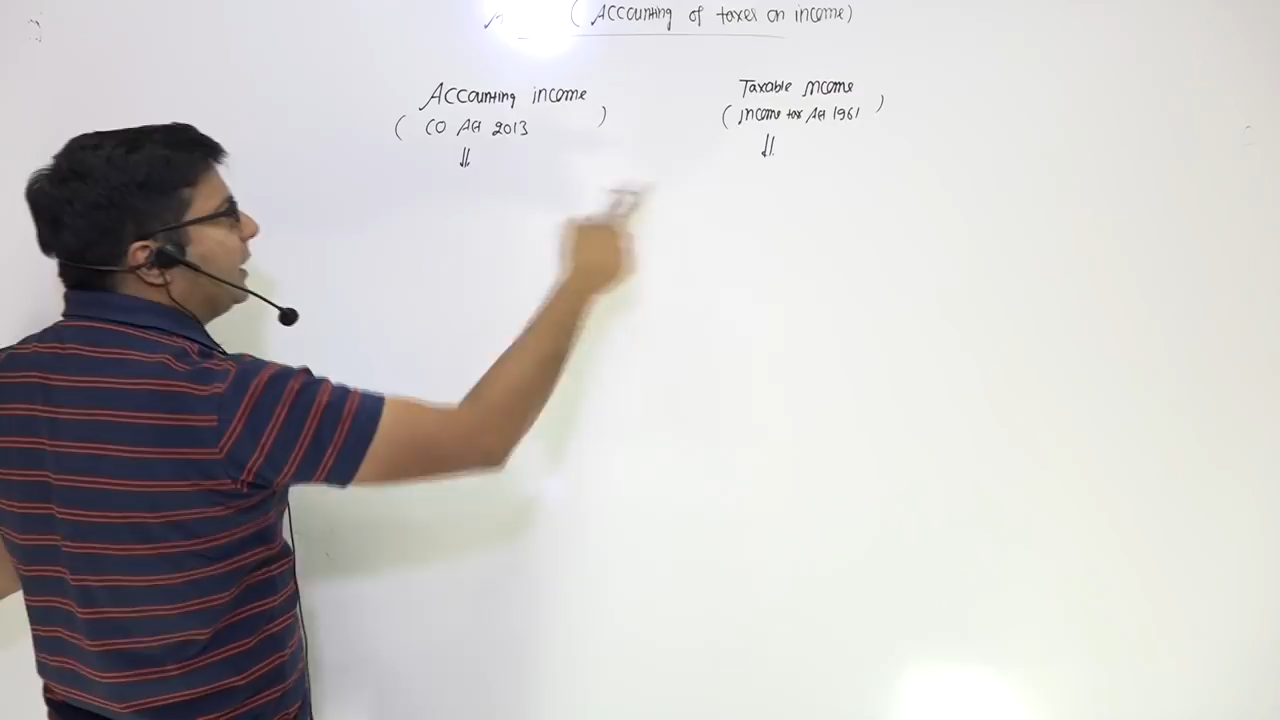 (Accounting of taxes on income)
Accounting income
(CO Act 2013)
Taxable income
(Income tax Act 1961)